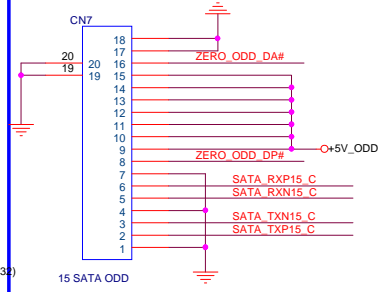 CN7
18
17
20 20 16 ZERO_ODD_DA#
19 19 15
14
13
12
11
10
9 +5V_ODD
8 ZERO_ODD_DP#
7
6 SATA_RXP15_C
5 SATA_RXN15_C
4
3 SATA_TXN15_C
2 SATA_TXP15_C
1
32)
15 SATA ODD